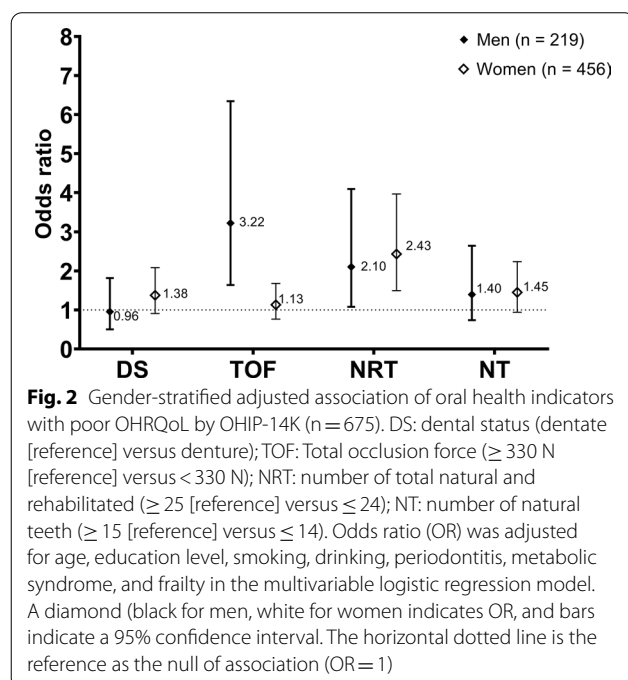 8
7
6
5
4
3
2
1
0
Odds ratio
Men (n = 219)
Women (n = 456)
0.96
1.38
3.22
1.13
2.10
2.43
1.40
1.45
DS TOF NRT NT
Fig. 2 Gender-stratified adjusted association of oral health indicators
with poor OHRQoL by OHIP-14K (n = 675). DS: dental status (dentate
[reference] versus denture); TOF: Total occlusion force (≥ 330 N
[reference] versus < 330 N); NRT: number of total natural and
rehabilitated (≥ 25 [reference] versus ≤ 24); NT: number of natural
teeth (≥ 15 [reference] versus ≤ 14). Odds ratio (OR) was adjusted
for age, education level, smoking, drinking, periodontitis, metabolic
syndrome, and frailty in the multivariable logistic regression model.
A diamond (black for men, white for women indicates OR, and bars
indicate a 95% confidence interval. The horizontal dotted line is the
reference as the null of association (OR = 1)